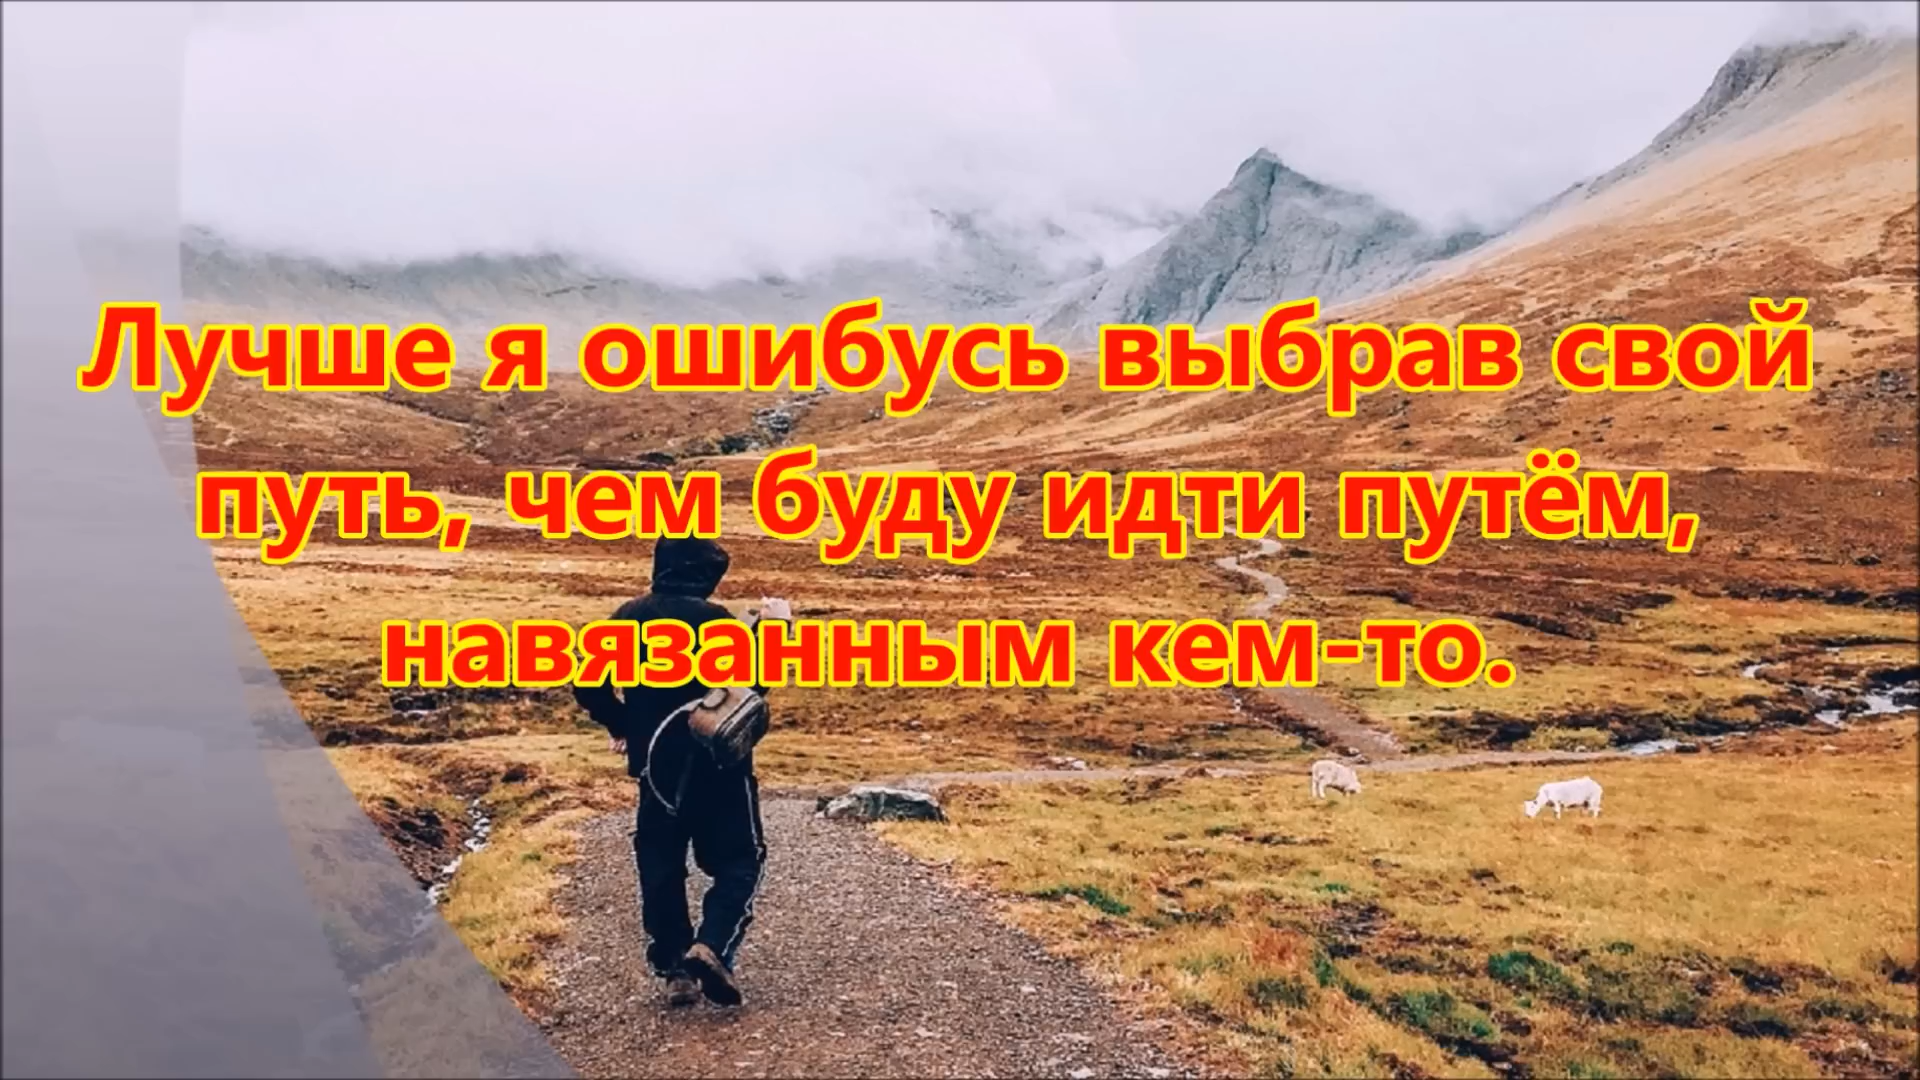 Лучше я ошибусь выбрав свой
путь, чем буду идти путём,
навязанным кем-то.